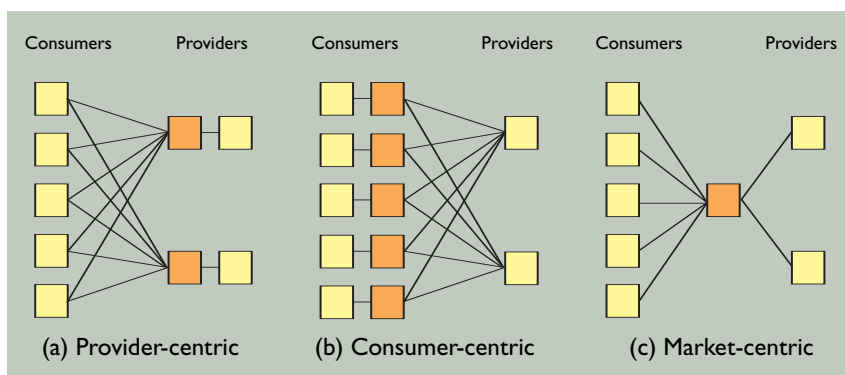 Consumers Providers
Consumers Providers
Consumers Providers
(a) Provider-centric
(b) Consumer-centric
(c) Market-centric